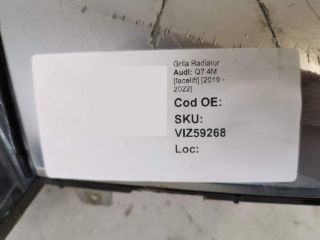 Grila Radiator
Audi: Q7 4M
[facelift] [2019 -
2022]
Cod OE:
SKU:
VIZ59268
Loc: